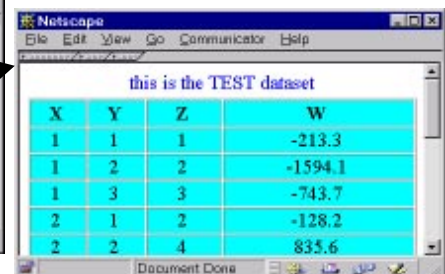 Netscape
File Edit View Go Communicator Help
this is the TEST dataset
X Y Z W
1 1 1 -213.3
1 2 2 -1594.1
1 3 3 -743.7
2 1 2 -128.2
2 2 4 835.6
Document Done